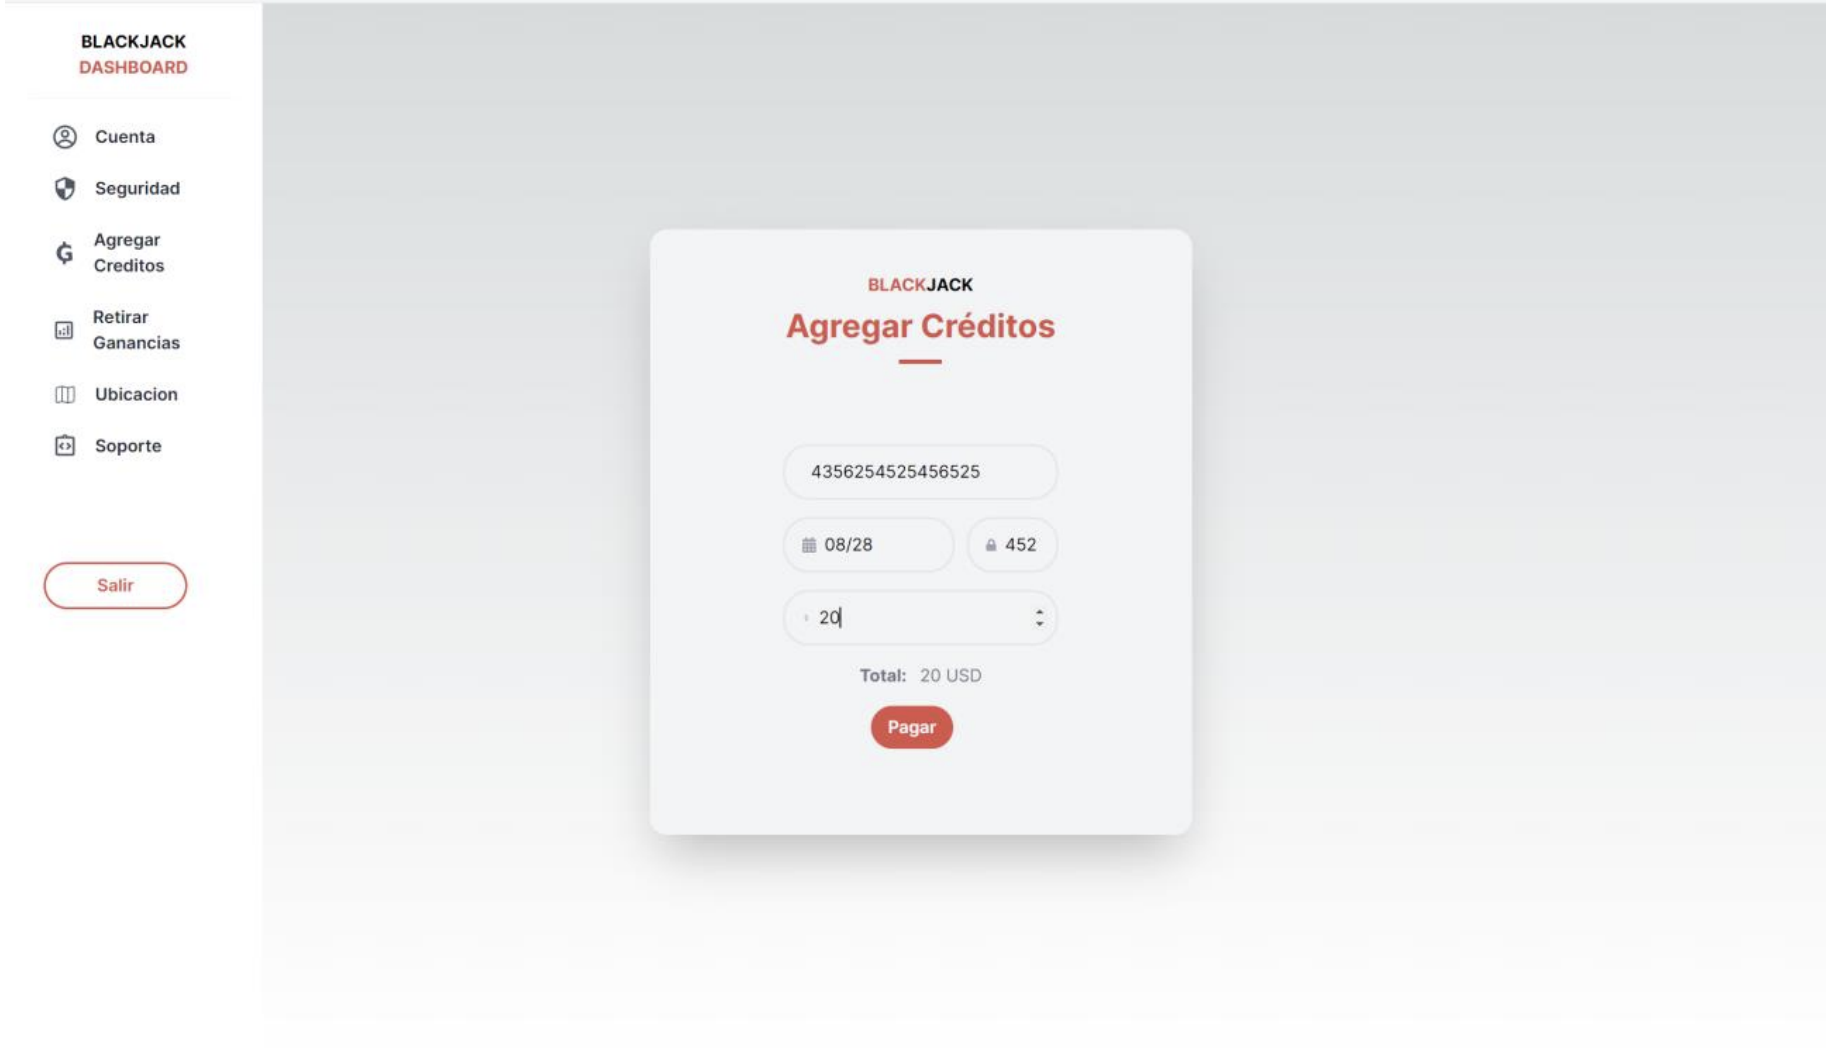 BLACKJACK
DASHBOARD
Cuenta
Seguridad
Agregar
Creditos
Retirar
Ganancias
Ubicacion
Soporte
Salir
BLACKJACK
Agregar Créditos
4356254525456525
08/28
452
20
Total: 20 USD
Pagar